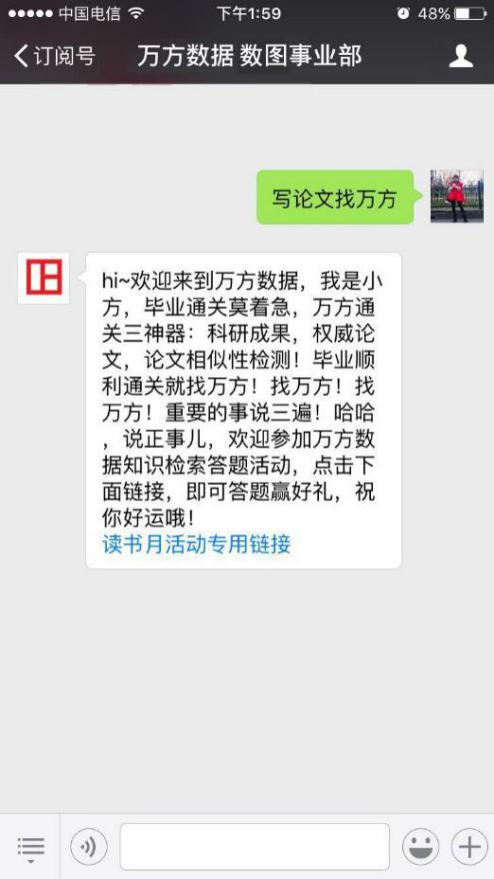 中国电信 下午1:59 48%
订阅号 万方数据 数图事业部
写论文找万方
hi~欢迎来到万方数据，我是小
方，毕业通关莫着急，万方通
关三神器：科研成果，权威论
文，论文相似性检测！毕业顺
利通关就找万方！找万方！找
万方！重要的事说三遍！哈哈
，说正事儿，欢迎参加万方数
据知识检索答题活动，点击下
面链接，即可答题赢好礼，祝
你好运哦！
读书月活动专用链接